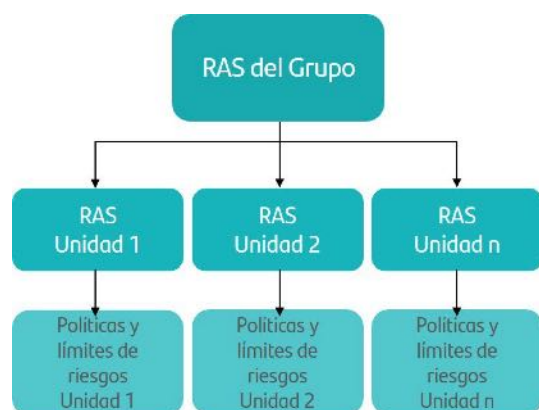 RAS del Grupo
RAS
Unidad 1
RAS
Unidad 2
RAS
Unidad n
Políticas y
límites de
riesgos
Unidad 1
Políticas y
límites de
riesgos
Unidad 2
Políticas y
límites de
riesgos
Unidad n